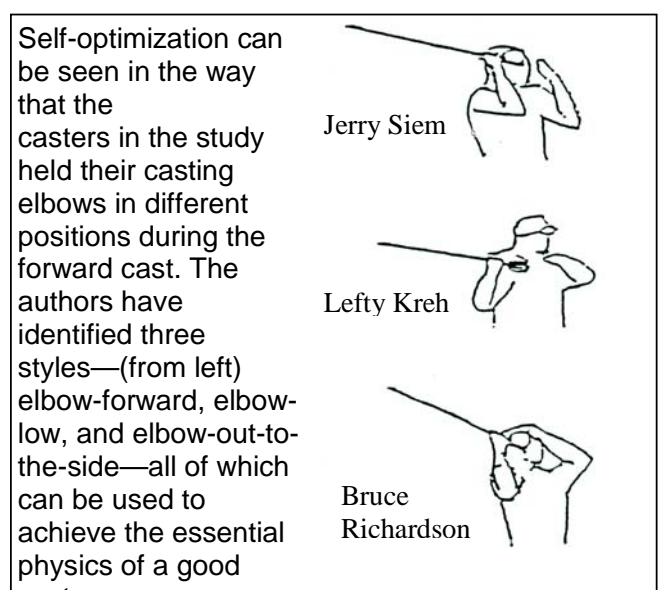 Self-optimization can
be seen in the way
that the
casters in the study
held their casting
elbows in different
positions during the
forward cast. The
authors have
identified three
styles—(from left)
elbow-forward, elbow-
low, and elbow-out-to-
the-side—all of which
can be used to
achieve the essential
physics of a good
Jerry Siem
Lefty Kreh
Bruce
Richardson